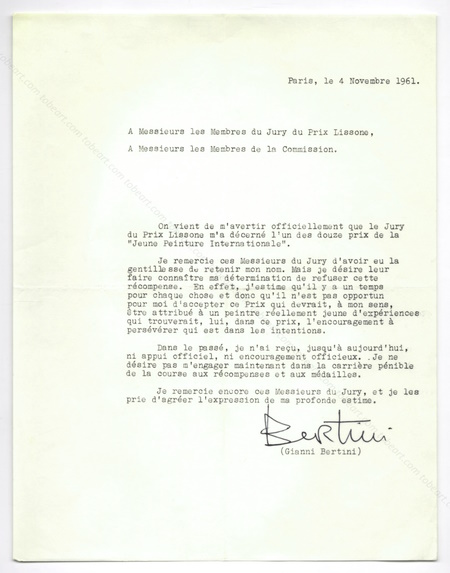 Paris, le 4 Novembre 1961.
A Messieurs les Membres du Jury du Prix Lissone,
A Messieurs les Membres de la Commission.
On vient de m'avertir officiellement que le Jury
du Prix Lissone m'a décerné l'un des douze prix de la
"Jeune Peinture Internationale".
Je remercie ces Messieurs du Jury d'avoir eu la
gentillesse de retenir mon nom. Mais je désire leur
faire connaître ma détermination de refuser cette
récompense. En effet, j'estime qu'il y a un temps
pour chaque chose et donc qu'il n'est pas opportun
pour moi d'accepter ce Prix qui devrait, à mon sens,
être attribué à un peintre réellement jeune d'expériences
qui trouverait, lui, dans ce prix, l'encouragement à
persévérer qui est dans les intentions.
Dans le passé, je n'ai reçu, jusqu'à aujourd'hui,
ni appui officiel, ni encouragement officieux. Je ne
désire pas m'engager maintenant dans la carrière pénible
de la course aux récompenses et aux médailles.
Je remercie encore ces Messieurs du Jury, et je les
prie d'agréer l'expression de ma profonde estime.
Bertini
(Gianni Bertini)